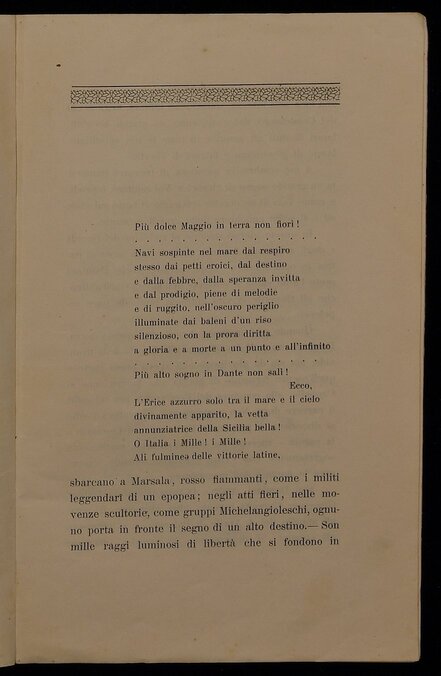 Più dolce Maggio in terra non fiorì !
. . . . . . . . . . . . . . .
Navi sospinte nel mare dal respiro
stesso dai petti eroici, dal destino
e dalla febbre, dalla speranza invitta
e dal prodigio, piene di melodie
e di ruggito, nell'oscuro periglio
illuminate dai baleni d'un riso
silenzioso, con la prora diritta
a gloria e a morte a un punto e all'infinito
. . . . . . . . . . . . . . .
Più alto sogno in Dante non salì !
Ecco,
L'Erice azzurro solo tra il mare e il cielo
divinamente apparito, la vetta
annunziatrice della Sicilia bella !
O Italia i Mille ! i Mille !
Ali fulminee delle vittorie latine,
sbarcano a Marsala, rosso fiammanti, come i militi
leggendari di un epopea ; negli atti fieri, nelle mo-
venze scultorie, come gruppi Michelangioleschi, ognu-
no porta in fronte il segno di un alto destino.— Son
mille raggi luminosi di libertà che si fondono in